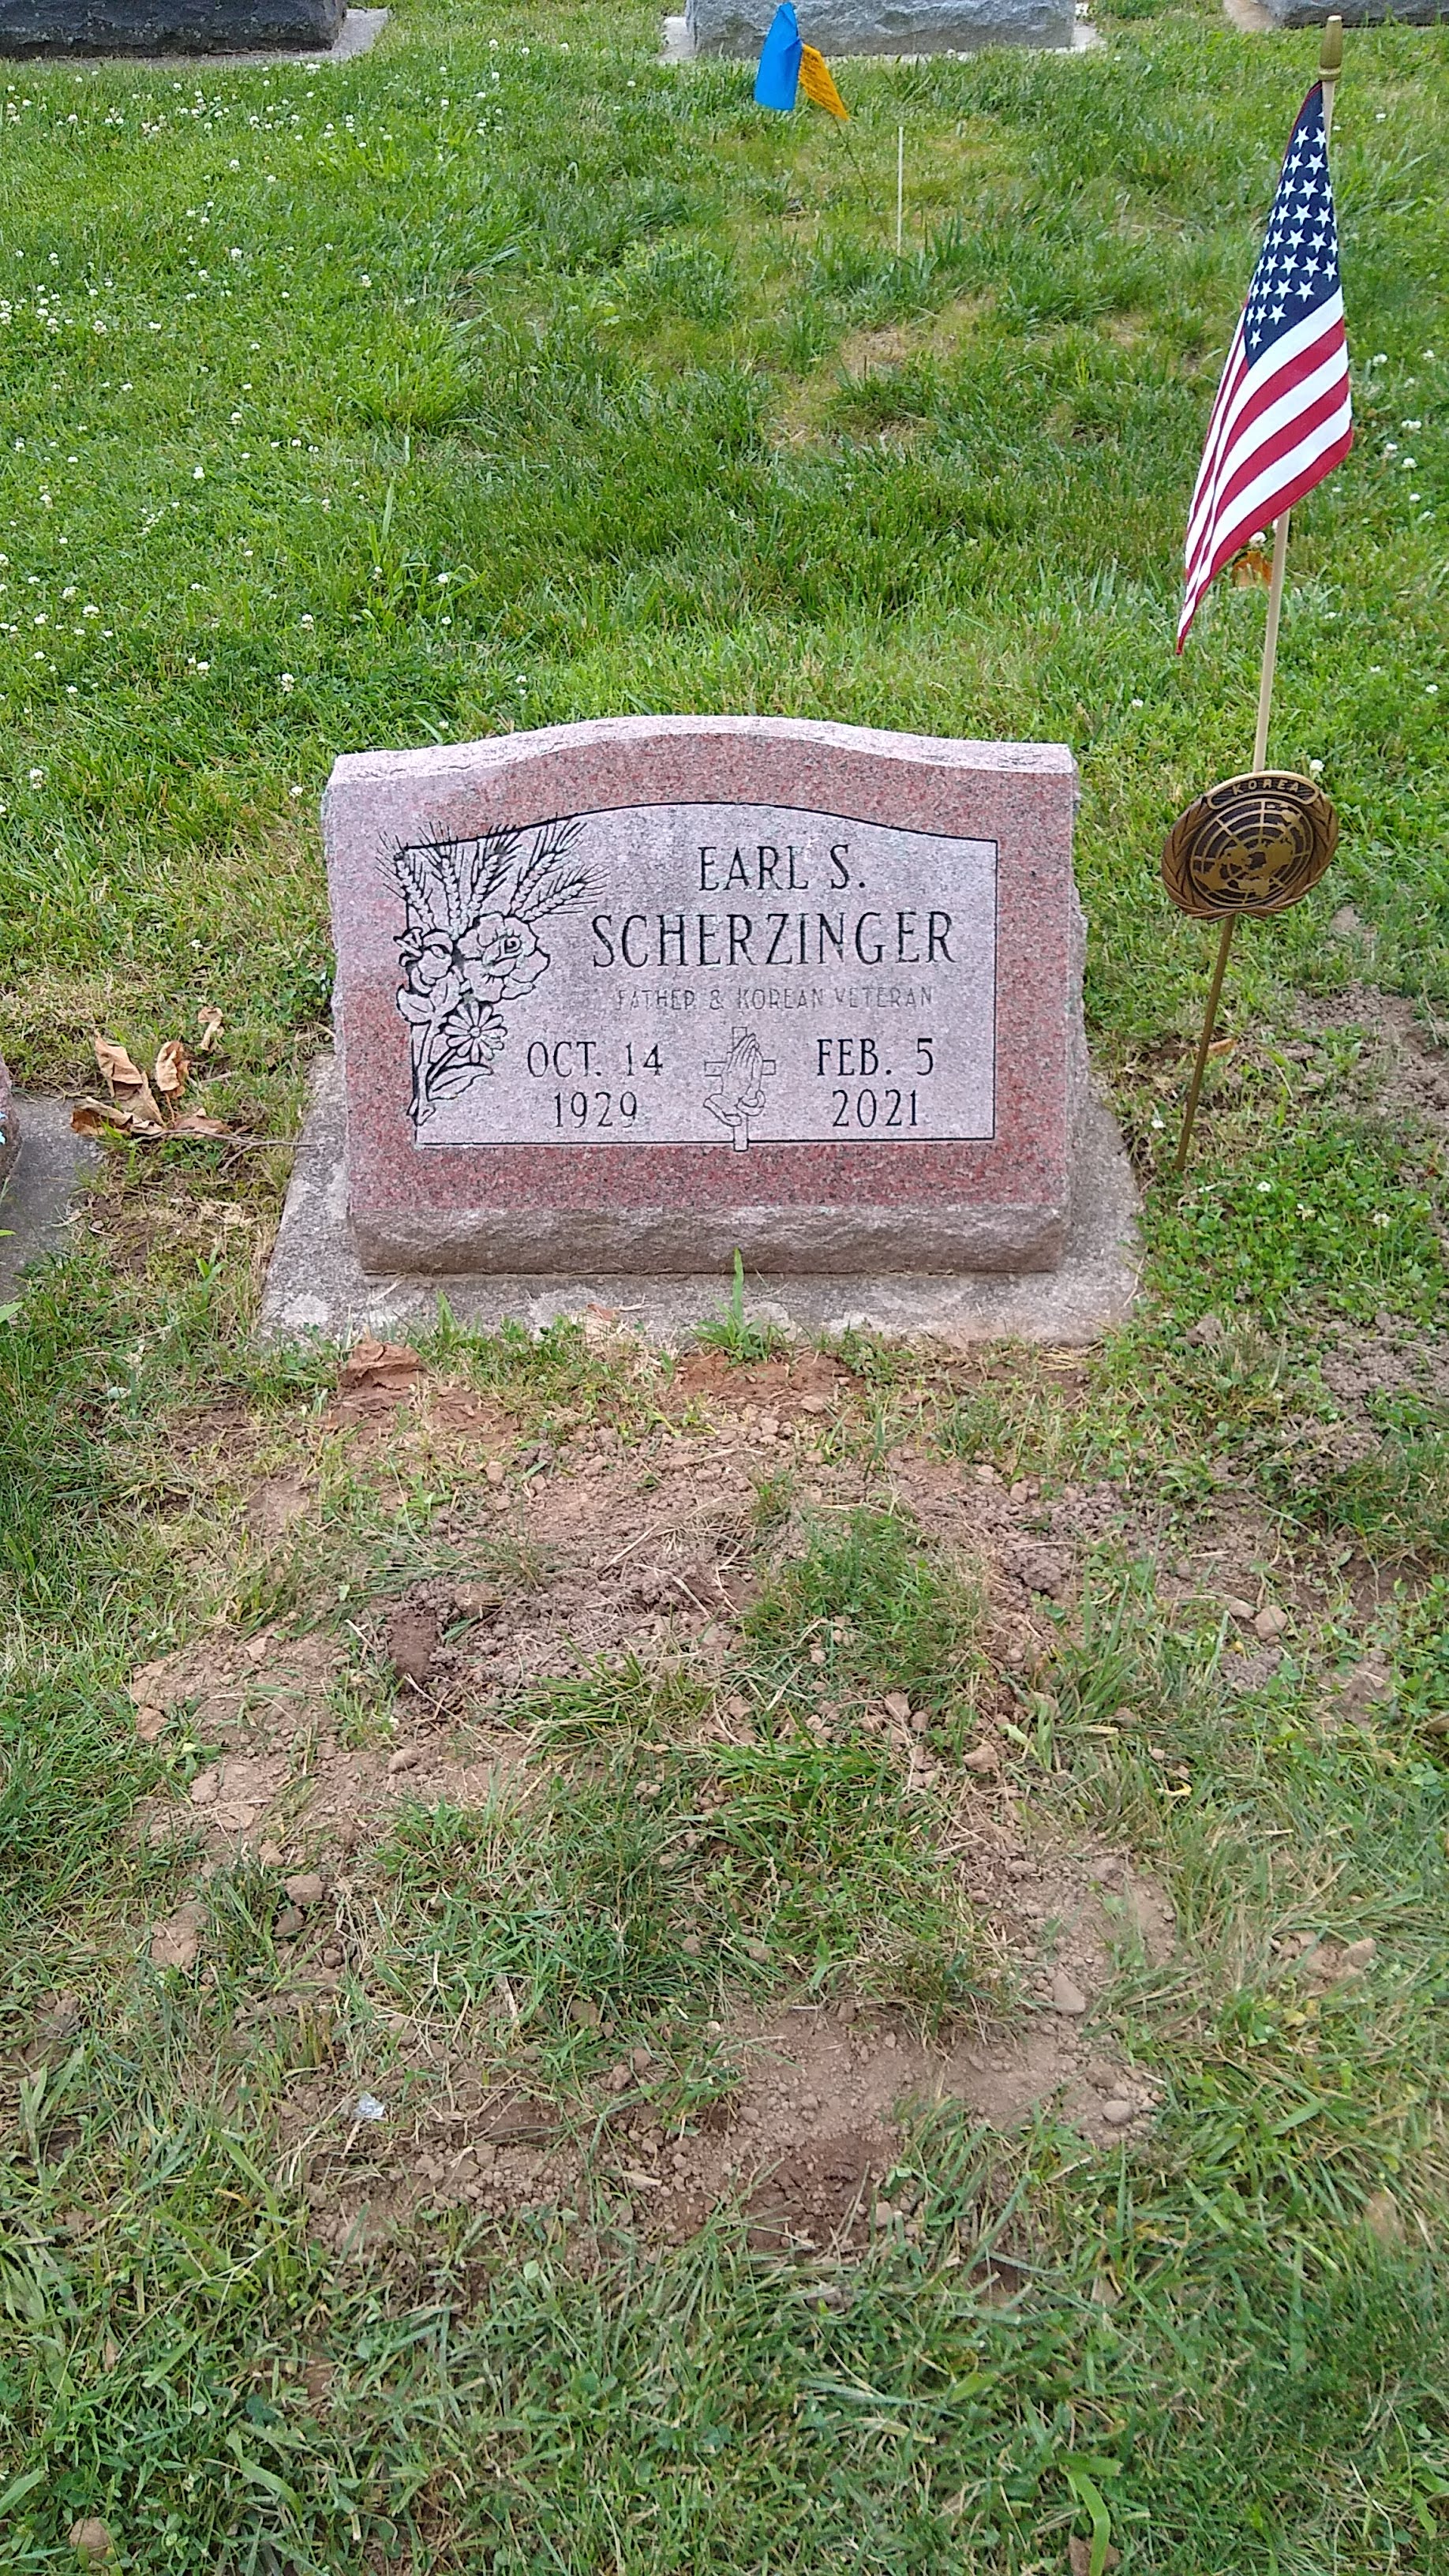 KOREA
EARL S.
SCHERZINGER
FATHER & KOREAN VETERAN
OCT. 14 FEB. 5
1929 2021